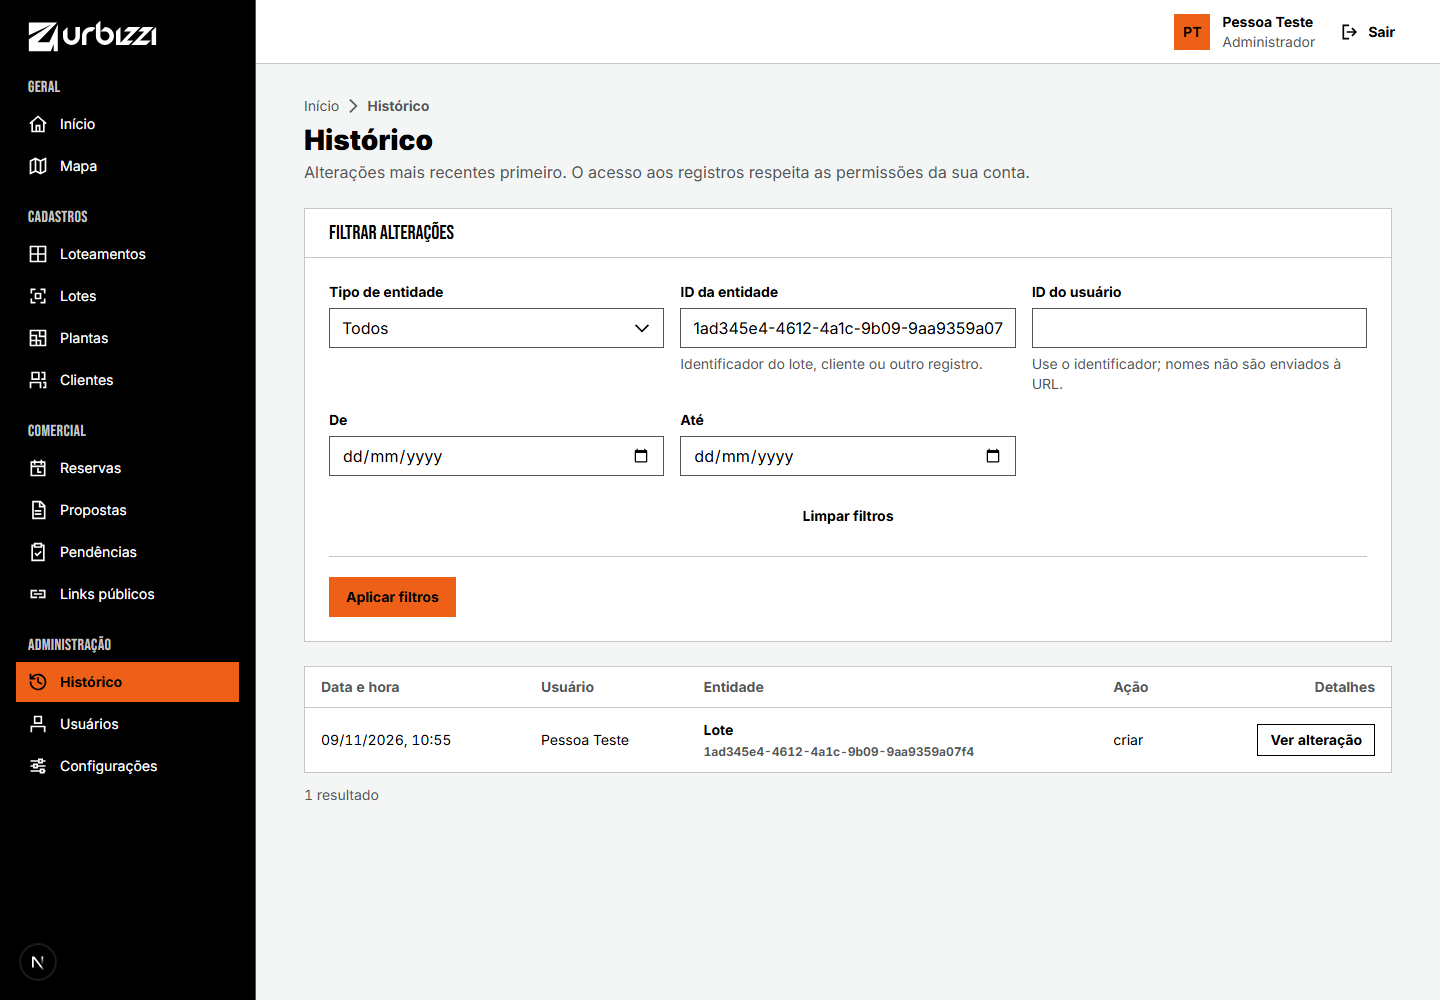 urbizzi
PT
Pessoa Teste
Administrador
Sair
GERAL
Início
Mapa
CADASTROS
Loteamentos
Lotes
Plantas
Clientes
COMERCIAL
Reservas
Propostas
Pendências
Links públicos
ADMINISTRAÇÃO
Histórico
Usuários
Configurações
N
Início > Histórico
Histórico
Alterações mais recentes primeiro. O acesso aos registros respeita as permissões da sua conta.
FILTRAR ALTERAÇÕES
Tipo de entidade
Todos
ID da entidade
1ad345e4-4612-4a1c-9b09-9aa9359a07
Identificador do lote, cliente ou outro registro.
ID do usuário
Use o identificador; nomes não são enviados à
URL.
De
dd/mm/yyyy
Até
dd/mm/yyyy
Limpar filtros
Aplicar filtros
Data e hora Usuário Entidade Ação Detalhes
09/11/2026, 10:55 Pessoa Teste Lote criar Ver alteração
1ad345e4-4612-4a1c-9b09-9aa9359a07f4
1 resultado